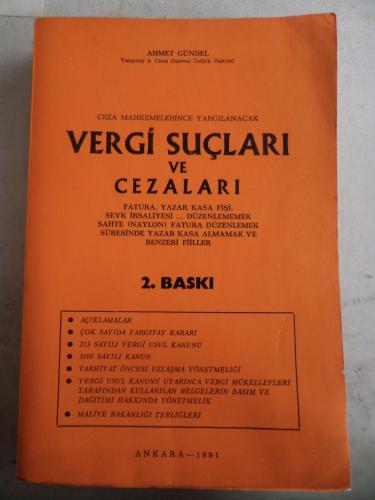 AHMET GÜNDEL
Yargıtay 8. Ceza Dairesi Tetkik Hakimi
CEZA MAHKEMELERİNCE YARGILANACAK
VERGİ SUÇLARI
VE
CEZALARI
FATURA, YAZAR KASA FİŞİ,
SEVK İRSALİYESİ ... DÜZENLEMEMEK
SAHTE (NAYLON) FATURA DÜZENLEMEK
SÜRESİNDE YAZAR KASA ALMAMAK VE
BENZERİ FİİLLER
2. BASKI
● AÇIKLAMALAR
● ÇOK SAYIDA YARGITAY KARARI
● 213 SAYILI VERGİ USUL KANUNU
● 3100 SAYILI KANUN
● TARHİYAT ÖNCESİ UZLAŞMA YÖNETMELİĞİ
● VERGİ USUL KANUNU UYARINCA VERGİ MÜKELLEFLERİ
TARAFINDAN KULLANILAN BELGELERİN BASIM VE
DAĞITIMI HAKKINDA YÖNETMELİK
● MALİYE BAKANLIĞI TEBLİĞLERİ
ANKARA—1991